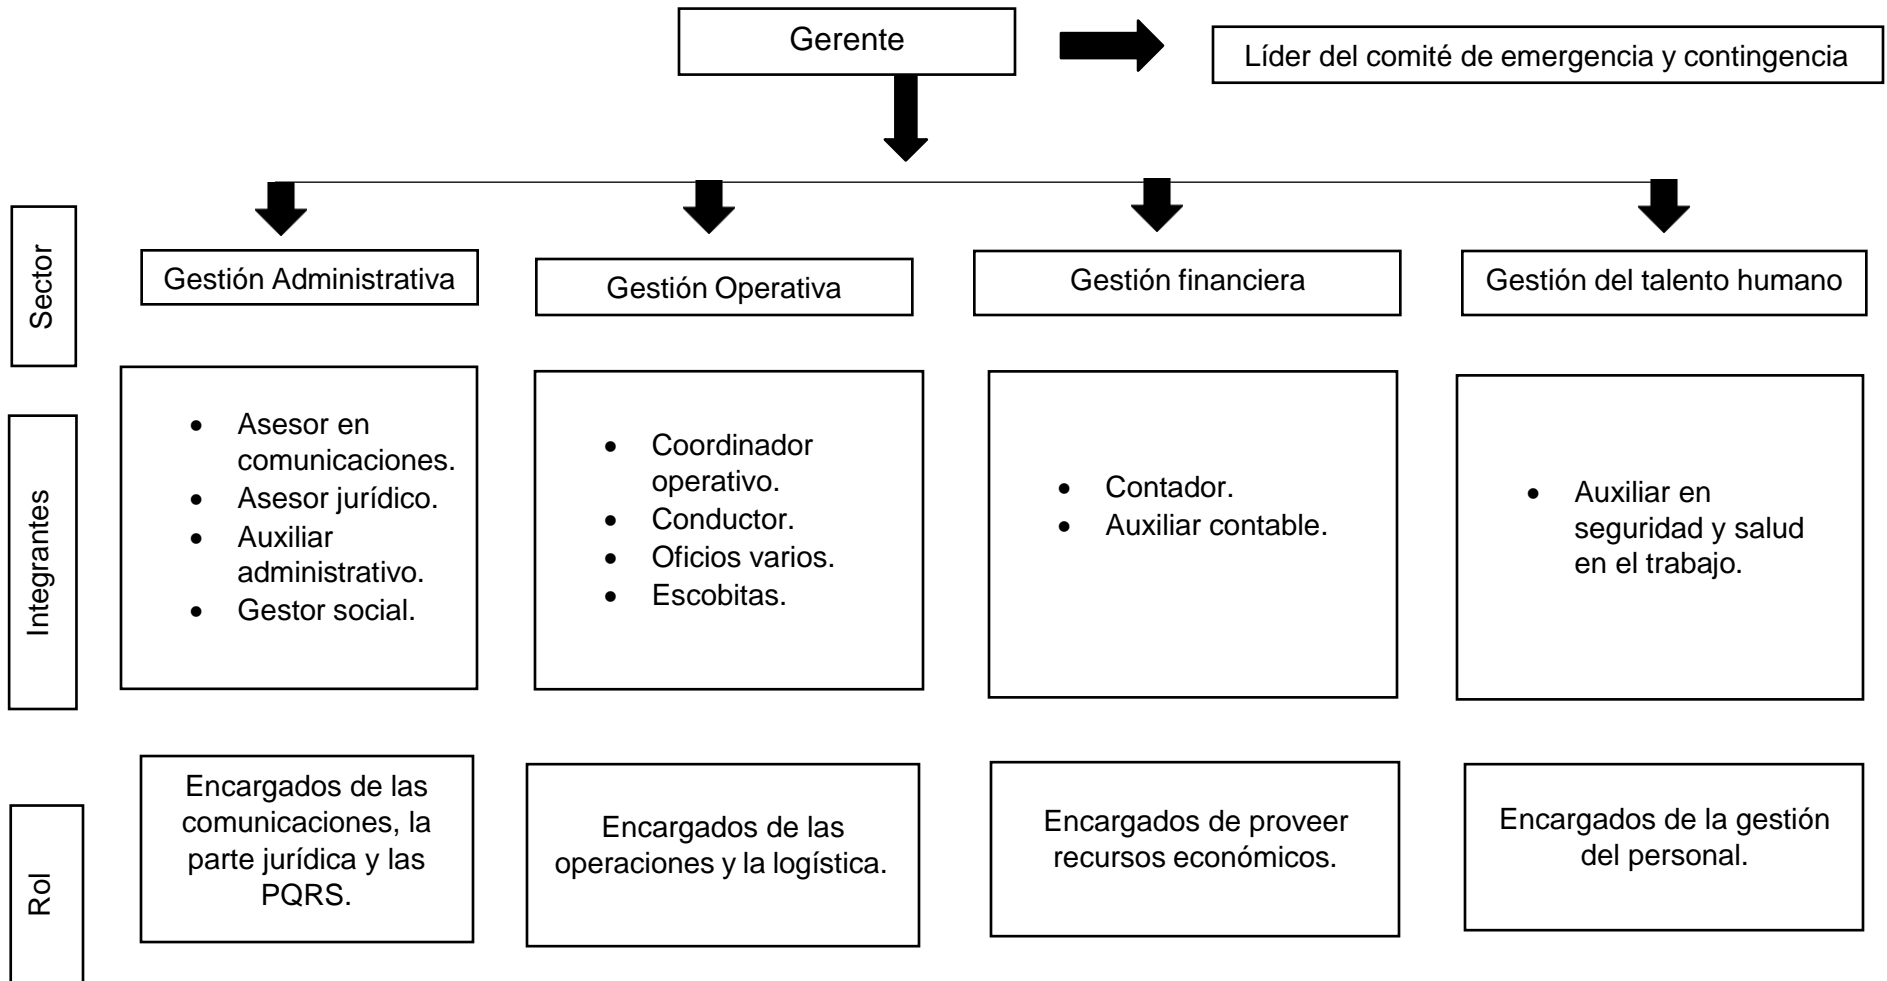 Gerente
Líder del comité de emergencia y contingencia
Sector
Gestión Administrativa
Gestión Operativa
Gestión financiera
Gestión del talento humano
Integrantes
• Asesor en
comunicaciones.
• Asesor jurídico.
• Auxiliar
administrativo.
• Gestor social.
• Coordinador
operativo.
• Conductor.
• Oficios varios.
• Escobitas.
• Contador.
• Auxiliar contable.
• Auxiliar en
seguridad y salud
en el trabajo.
Rol
Encargados de las
comunicaciones, la
parte jurídica y las
PQRS.
Encargados de las
operaciones y la logística.
Encargados de proveer
recursos económicos.
Encargados de la gestión
del personal.